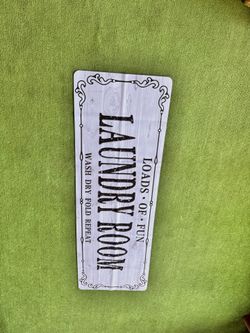 LOADS • OF • FUN
LAUNDRY ROOM
WASH DRY FOLD REPEAT